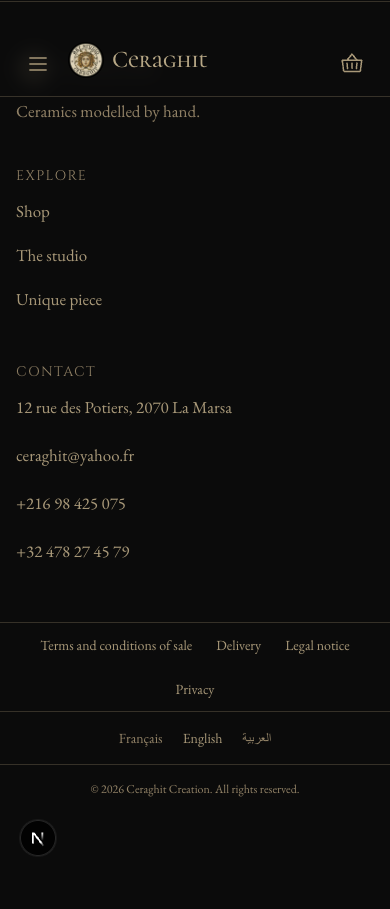 Ceraghit
Ceramics modelled by hand.
EXPLORE
Shop
The studio
Unique piece
CONTACT
12 rue des Potiers, 2070 La Marsa
ceraghit@yahoo.fr
+216 98 425 075
+32 478 27 45 79
Terms and conditions of sale Delivery Legal notice
Privacy
Français English العربية
© 2026 Ceraghit Creation. All rights reserved.
N